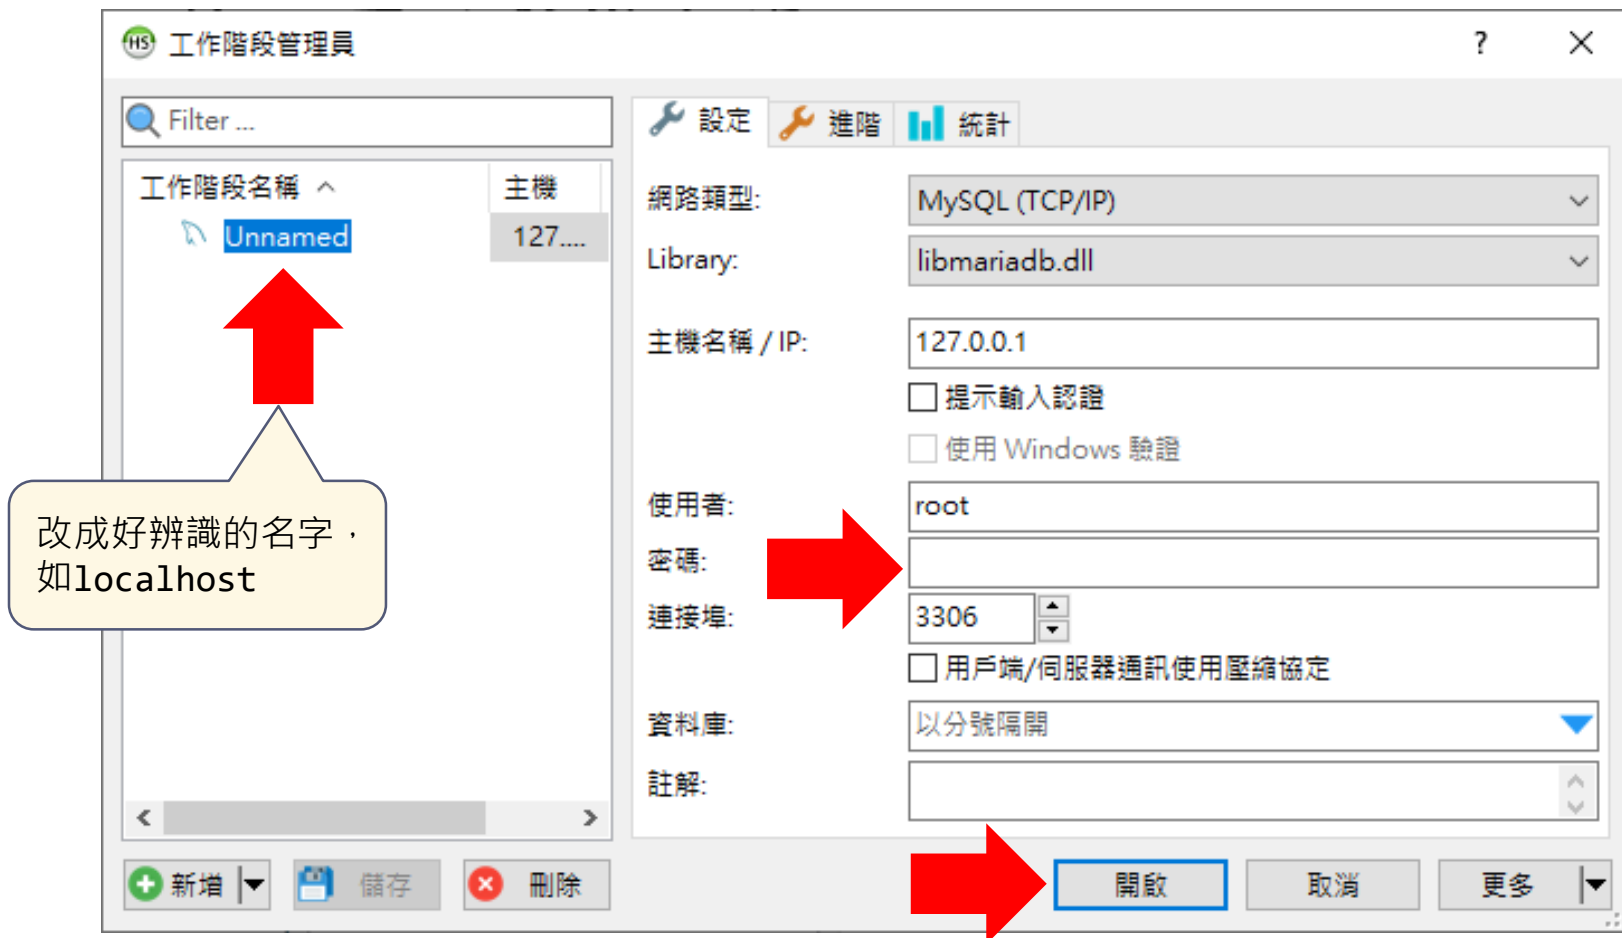 HS 工作階段管理員 ?
Filter ...
設定 進階 統計
工作階段名稱 主機
Unnamed 127....
網路類型: MySQL (TCP/IP)
Library: libmariadb.dll
主機名稱 / IP: 127.0.0.1
提示輸入認證
使用 Windows 驗證
使用者: root
密碼:
連接埠: 3306
用戶端/伺服器通訊使用壓縮協定
資料庫: 以分號隔開
註解:
改成好辨識的名字，
如localhost
新增 儲存 刪除 開啟 取消 更多